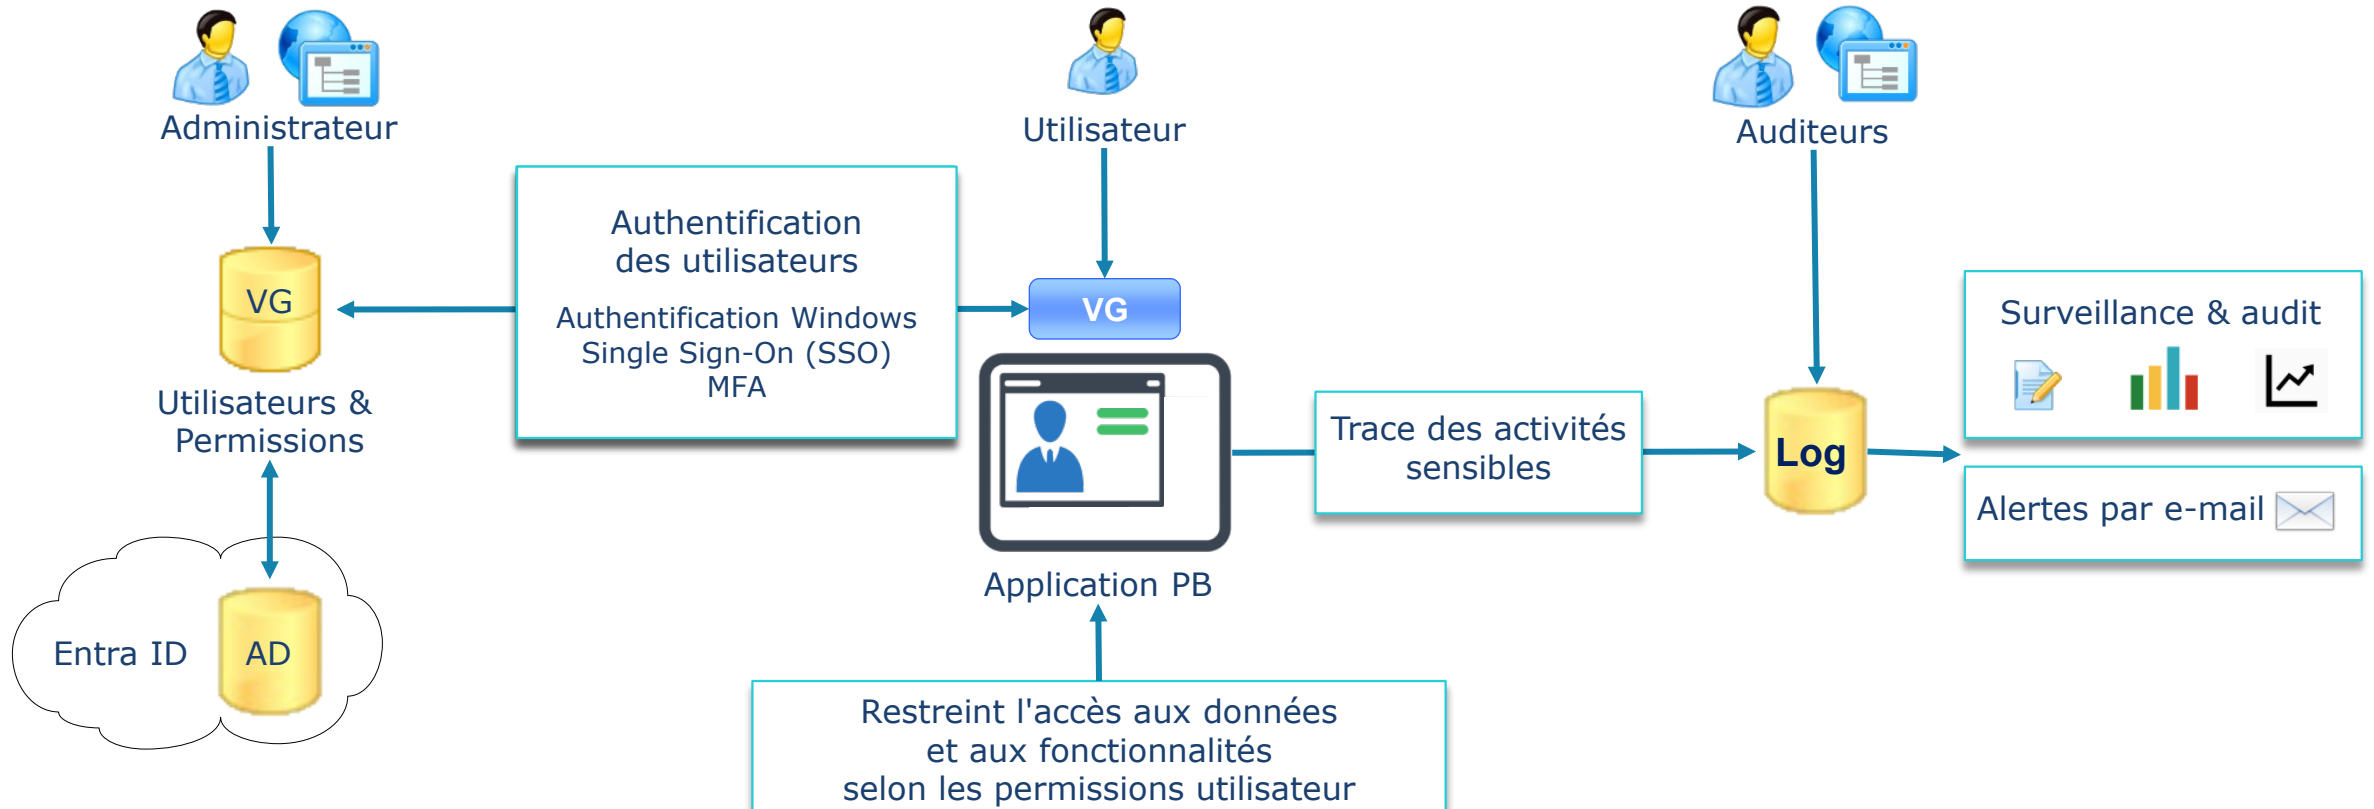 Administrateur
Utilisateur
Auditeurs
Authentification
des utilisateurs
Authentification Windows
Single Sign-On (SSO)
MFA
VG
VG
Utilisateurs &
Permissions
Entra ID
AD
Application PB
Trace des activités
sensibles
Log
Surveillance & audit
Alertes par e-mail
Restreint l'accès aux données
et aux fonctionnalités
selon les permissions utilisateur